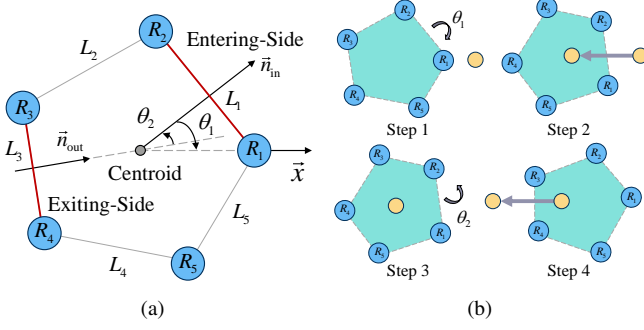 R₂
Entering-Side
L₂
n⃗in
R₃
L₁
θ₂
θ₁
L₃
n⃗out
R₁
x⃗
Centroid
Exiting-Side
R₄
L₅
L₄
R₅
(a)
(b)
R₃
R₂
θ₁
R₁
R₄
R₅
Step 1
R₃
R₂
R₄
R₁
R₅
Step 2
R₃
R₂
R₄
R₁
R₅
θ₂
Step 3
R₂
R₃
R₁
R₄
R₅
Step 4